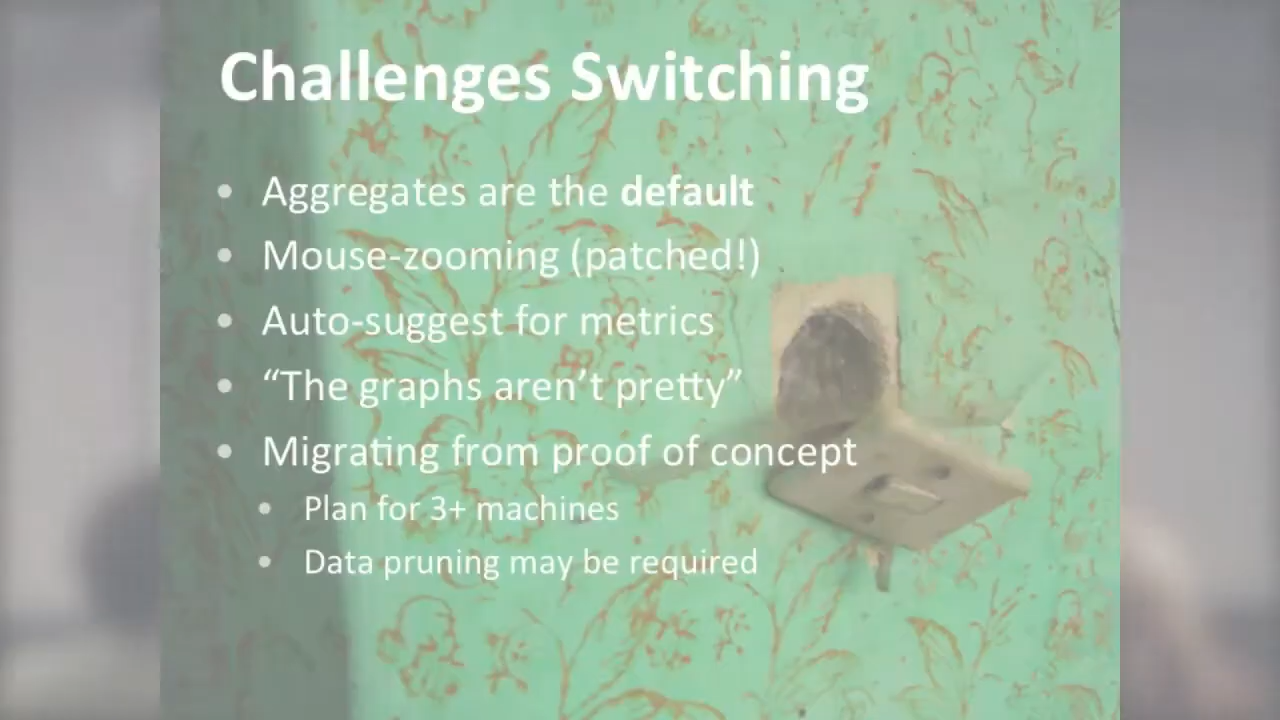 Challenges Switching
• Aggregates are the default
• Mouse-zooming (patched!)
• Auto-suggest for metrics
• “The graphs aren’t pretty”
• Migrating from proof of concept
• Plan for 3+ machines
• Data pruning may be required